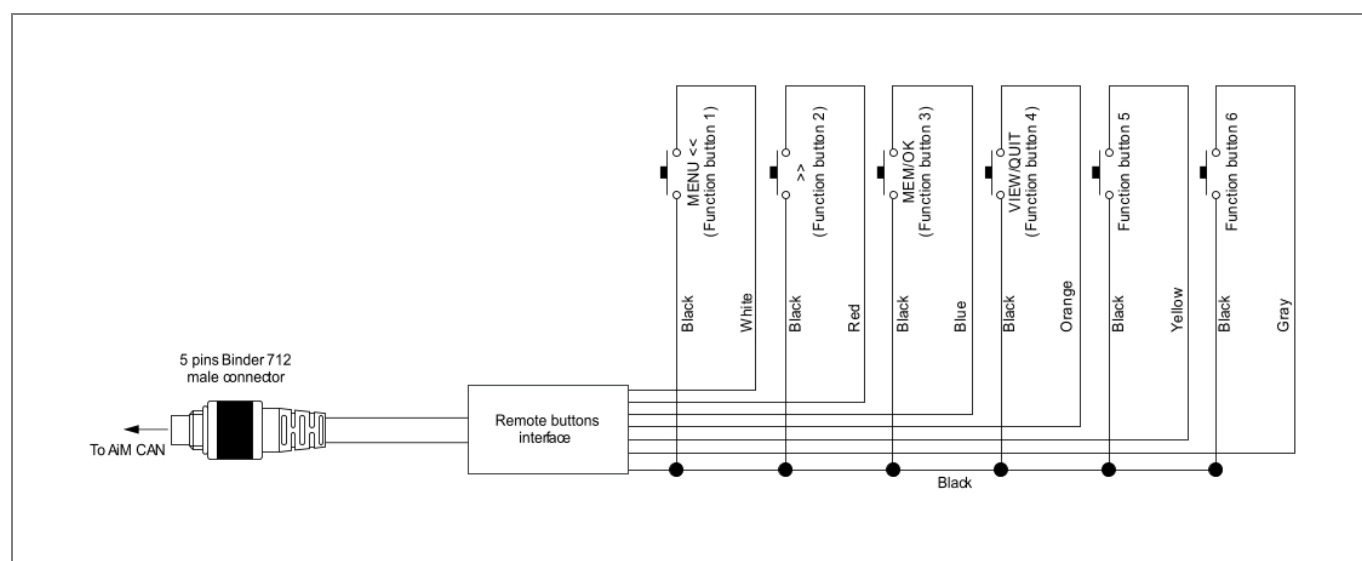 MENU <<
(Function button 1)
>>
(Function button 2)
MEM/OK
(Function button 3)
VIEW/QUIT
(Function button 4)
Function button 5
Function button 6
Black
White
Black
Red
Black
Blue
Black
Orange
Black
Yellow
Black
Gray
5 pins Binder 712
male connector
To AiM CAN
Remote buttons
interface
Black